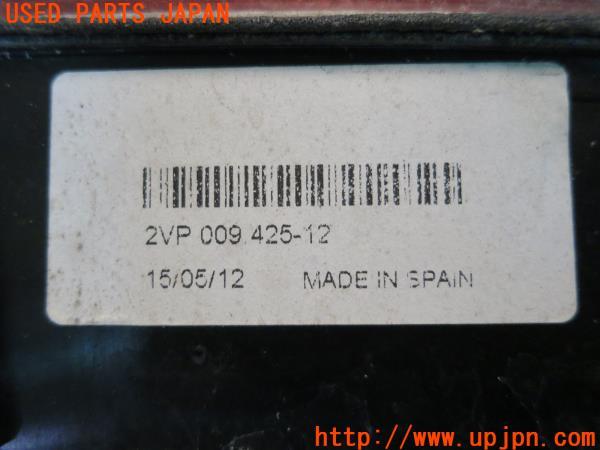 USED PARTS JAPAN
2VP 009 425-12
15/05/12 MADE IN SPAIN
http://www.upjpn.com